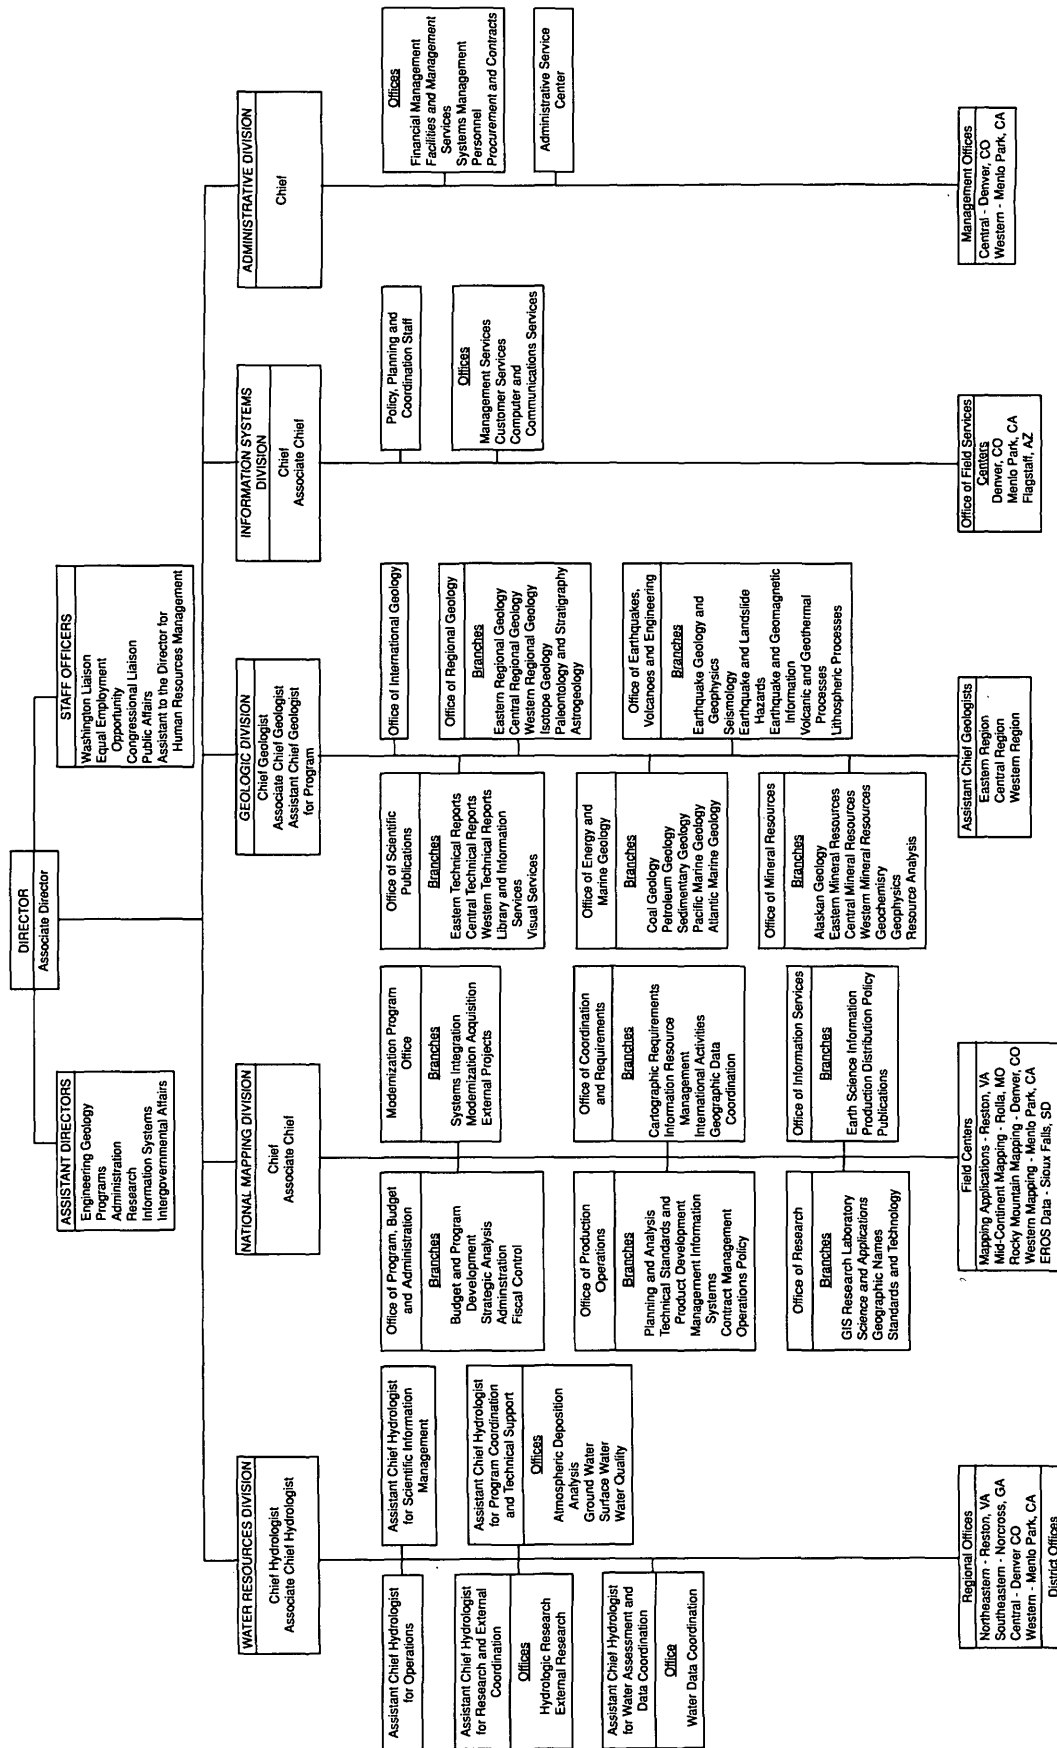 DIRECTOR
Associate Director
ASSISTANT DIRECTORS
Engineering Geology
Programs
Administration
Research
Information Systems
Intergovernmental Affairs
STAFF OFFICERS
Washington Liaison
Equal Employment
Opportunity
Congressional Liaison
Public Affairs
Assistant to the Director for
Human Resources Management
WATER RESOURCES DIVISION
Chief Hydrologist
Associate Chief Hydrologist
Assistant Chief Hydrologist
for Operations
Assistant Chief Hydrologist
for Scientific Information
Management
Assistant Chief Hydrologist
for Research and External
Coordination
Offices
Hydrologic Research
External Research
Assistant Chief Hydrologist
for Program Coordination
and Technical Support
Offices
Atmospheric Deposition
Analysis
Ground Water
Surface Water
Water Quality
Assistant Chief Hydrologist
for Water Assessment and
Data Coordination
Office
Water Data Coordination
Regional Offices
Northeastern - Reston, VA
Southeastern - Norcross, GA
Central - Denver CO
Western - Menlo Park, CA
District Offices
NATIONAL MAPPING DIVISION
Chief
Associate Chief
Office of Program, Budget
and Administration
Branches
Budget and Program
Development
Strategic Analysis
Adminstration
Fiscal Control
Modernization Program
Office
Branches
Systems Integration
Modernization Acquisition
External Projects
Office of Production
Operations
Branches
Planning and Analysis
Technical Standards and
Product Development
Management Information
Systems
Contract Management
Operations Policy
Office of Coordination
and Requirements
Branches
Cartographic Requirements
Information Resource
Management
International Activities
Geographic Data
Coordination
Office of Research
Branches
GIS Research Laboratory
Science and Applications
Geographic Names
Standards and Technology
Office of Information Services
Branches
Earth Science Information
Production Distribution Policy
Publications
Field Centers
Mapping Applications - Reston, VA
Mid-Continent Mapping - Rolla, MO
Rocky Mountain Mapping - Denver, CO
Western Mapping - Menlo Park, CA
EROS Data - Sioux Falls, SD
GEOLOGIC DIVISION
Chief Geologist
Associate Chief Geologist
Assistant Chief Geologist
for Program
Office of Scientific
Publications
Branches
Eastern Technical Reports
Central Technical Reports
Western Technical Reports
Library and Information
Services
Visual Services
Office of International Geology
Office of Regional Geology
Branches
Eastern Regional Geology
Central Regional Geology
Western Regional Geology
Isotope Geology
Paleontology and Stratigraphy
Astrogeology
Office of Energy and
Marine Geology
Branches
Coal Geology
Petroleum Geology
Sedimentary Geology
Pacific Marine Geology
Atlantic Marine Geology
Office of Earthquakes,
Volcanoes and Engineering
Branches
Earthquake Geology and
Geophysics
Seismology
Earthquake and Landslide
Hazards
Earthquake and Geomagnetic
Information
Volcanic and Geothermal
Processes
Lithospheric Processes
Office of Mineral Resources
Branches
Alaskan Geology
Eastern Mineral Resources
Central Mineral Resources
Western Mineral Resources
Geochemisry
Geophysics
Resource Analysis
Assistant Chief Geologists
Eastern Region
Central Region
Western Region
INFORMATION SYSTEMS
DIVISION
Chief
Associate Chief
Policy, Planning and
Coordination Staff
Offices
Management Services
Customer Services
Computer and
Communications Services
Office of Field Services
Centers
Denver, CO
Menlo Park, CA
Flagstaff, AZ
ADMINISTRATIVE DIVISION
Chief
Offices
Financial Management
Facilities and Management
Services
Systems Management
Personnel
Procurement and Contracts
Administrative Service
Center
Management Offices
Central - Denver, CO
Western - Menlo Park, CA